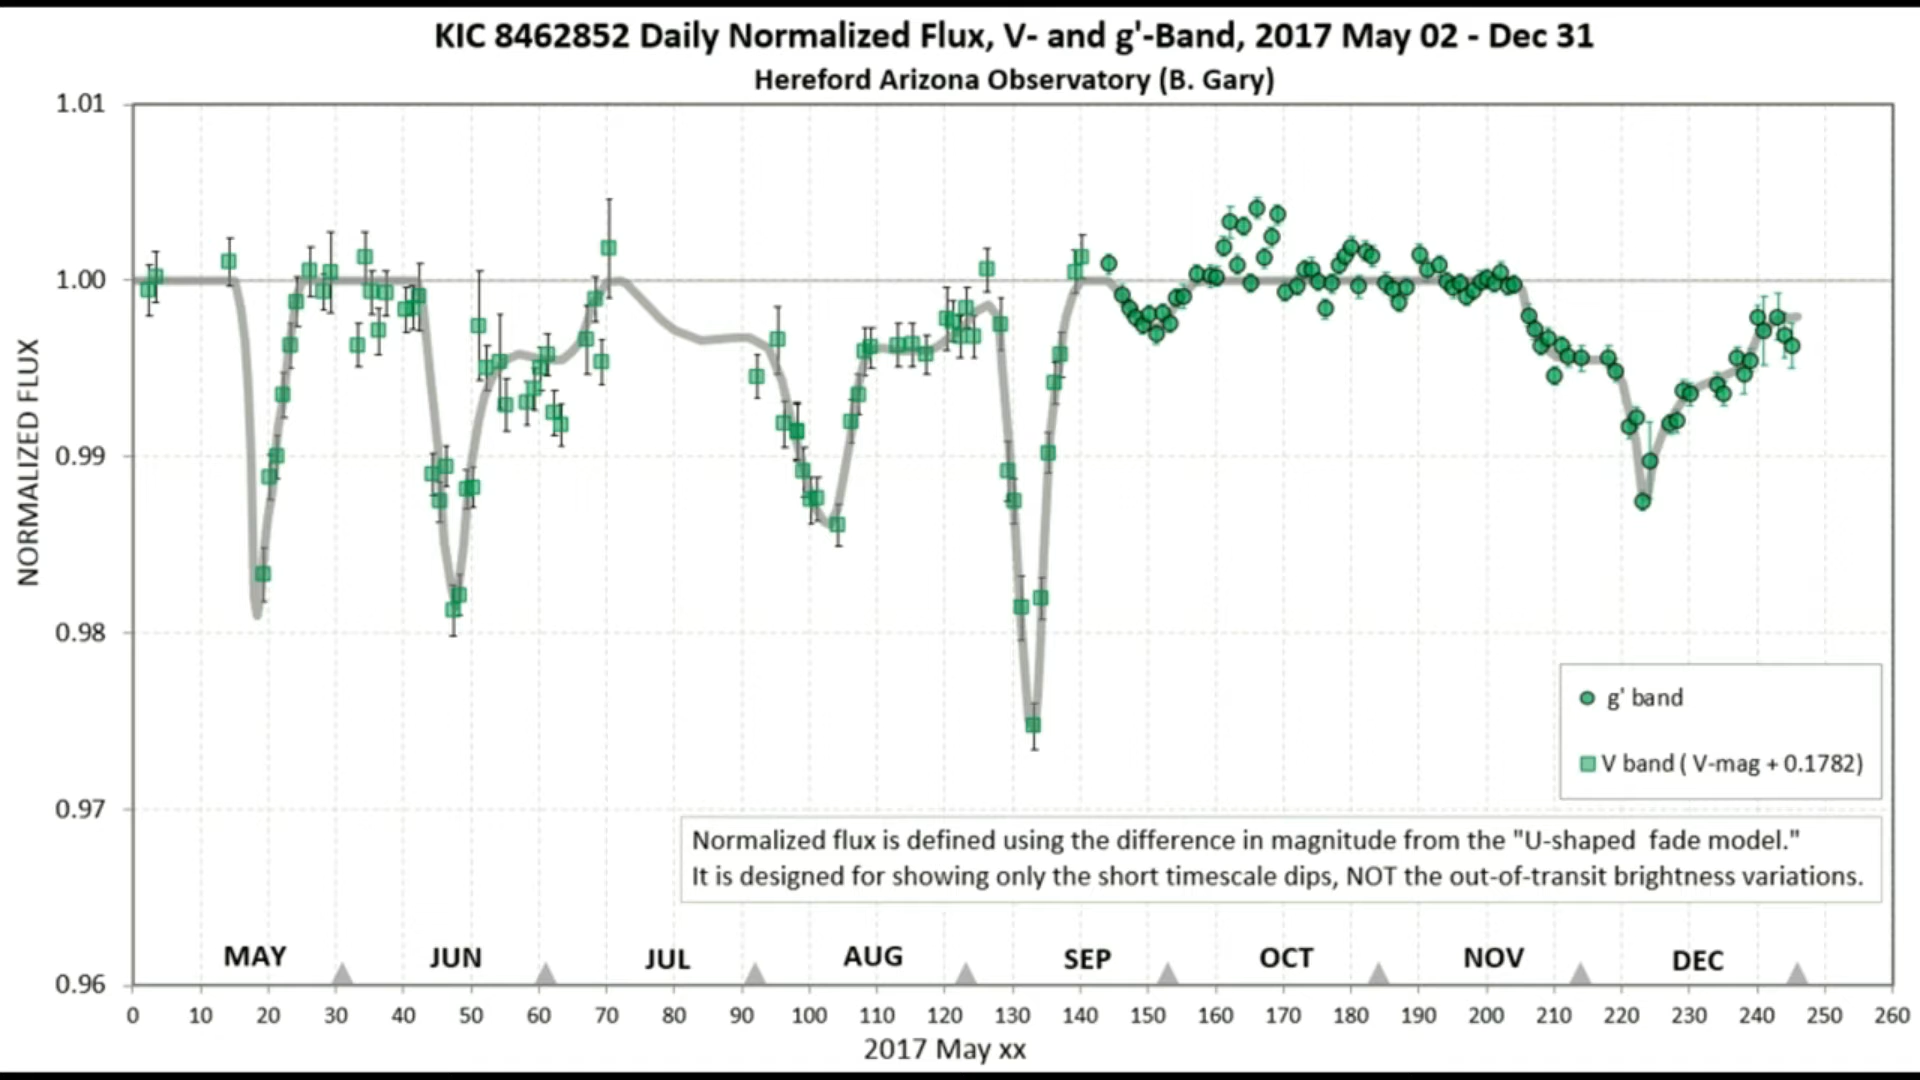 KIC 8462852 Daily Normalized Flux, V- and g'-Band, 2017 May 02 - Dec 31
Hereford Arizona Observatory (B. Gary)
1.01
1.00
0.99
0.98
0.97
0.96
NORMALIZED FLUX
g' band
V band ( V-mag + 0.1782)
Normalized flux is defined using the difference in magnitude from the "U-shaped  fade model."
It is designed for showing only the short timescale dips, NOT the out-of-transit brightness variations.
MAY JUN JUL AUG SEP OCT NOV DEC
0 10 20 30 40 50 60 70 80 90 100 110 120 130 140 150 160 170 180 190 200 210 220 230 240 250 260
2017 May xx